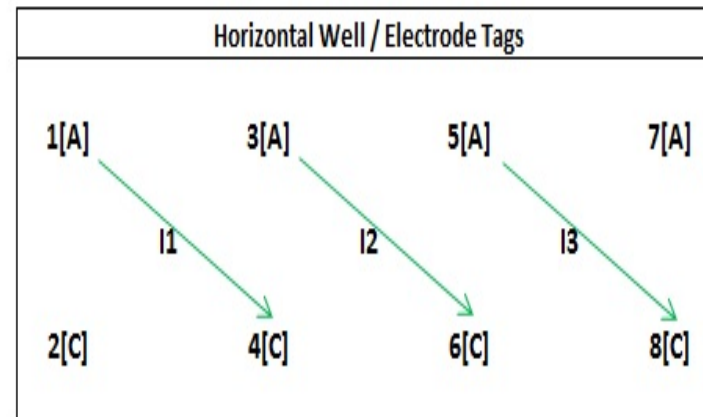 Horizontal Well / Electrode Tags
1[A] 3[A] 5[A] 7[A]
I1 I2 I3
2[C] 4[C] 6[C] 8[C]